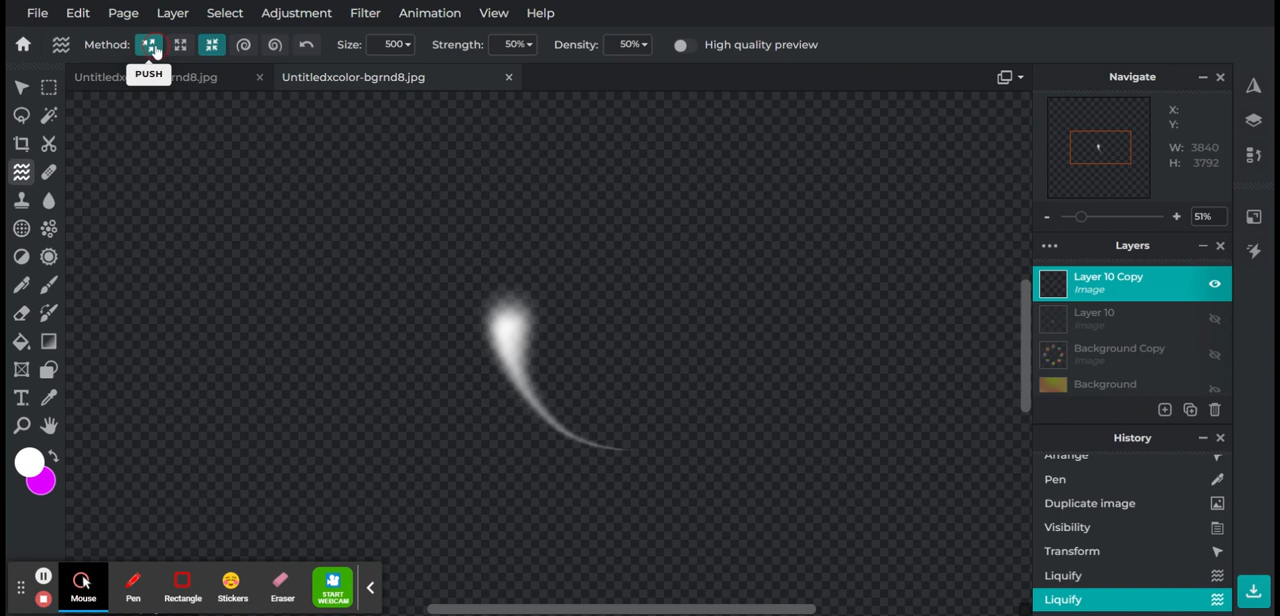 File Edit Page Layer Select Adjustment Filter Animation View Help
Method: Size: 500 Strength: 50% Density: 50% High quality preview
PUSH
Untitledx rnd8.jpg × Untitledxcolor-bgrnd8.jpg ×
Navigate
X:
Y:
W: 3840
H: 3792
- + 51%
Layers
Layer 10 Copy
Image
Layer 10
Image
Background Copy
Image
Background
History
Arrange
Pen
Duplicate image
Visibility
Transform
Liquify
Liquify
Mouse Pen Rectangle Stickers Eraser START WEBCAM